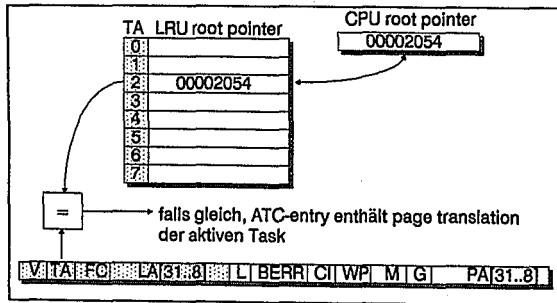 TA LRU root pointer
CPU root pointer
00002054
0
1
2 00002054
3
4
5
6
7
=
falls gleich, ATC-entry enthält page translation
der aktiven Task
V TA FC LA[31..8] L BERR CI WP M G PA[31..8]